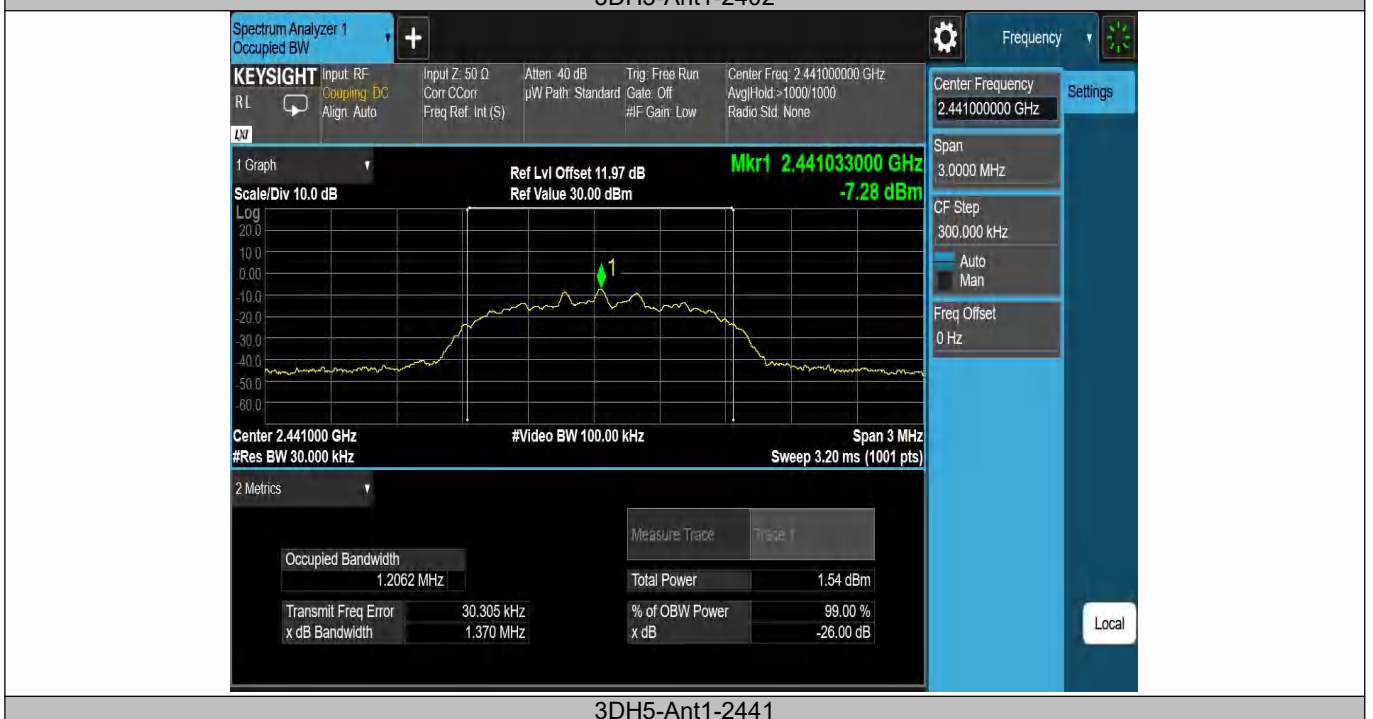 3DH5-Ant1-2402
Spectrum Analyzer 1
Occupied BW
+
Frequency
KEYSIGHT
RL
LXI
Input: RF
Coupling: DC
Align: Auto
Input Z: 50 Ω
Corr CCorr
Freq Ref: Int (S)
Atten: 40 dB
µW Path: Standard
Trig: Free Run
Gate: Off
#IF Gain: Low
Center Freq: 2.441000000 GHz
Avg|Hold:>1000/1000
Radio Std: None
Center Frequency
2.441000000 GHz
Settings
Span
3.0000 MHz
CF Step
300.000 kHz
Auto
Man
Freq Offset
0 Hz
1 Graph
Scale/Div 10.0 dB
Ref Lvl Offset 11.97 dB
Ref Value 30.00 dBm
Mkr1 2.441033000 GHz
-7.28 dBm
Log
20.0
10.0
0.00
-10.0
-20.0
-30.0
-40.0
-50.0
-60.0
1
Center 2.441000 GHz
#Video BW 100.00 kHz
Span 3 MHz
#Res BW 30.000 kHz
Sweep 3.20 ms (1001 pts)
2 Metrics
Measure Trace
Trace 1
Occupied Bandwidth
1.2062 MHz
Total Power 1.54 dBm
Transmit Freq Error 30.305 kHz
% of OBW Power 99.00 %
x dB Bandwidth 1.370 MHz
x dB -26.00 dB
Local
3DH5-Ant1-2441